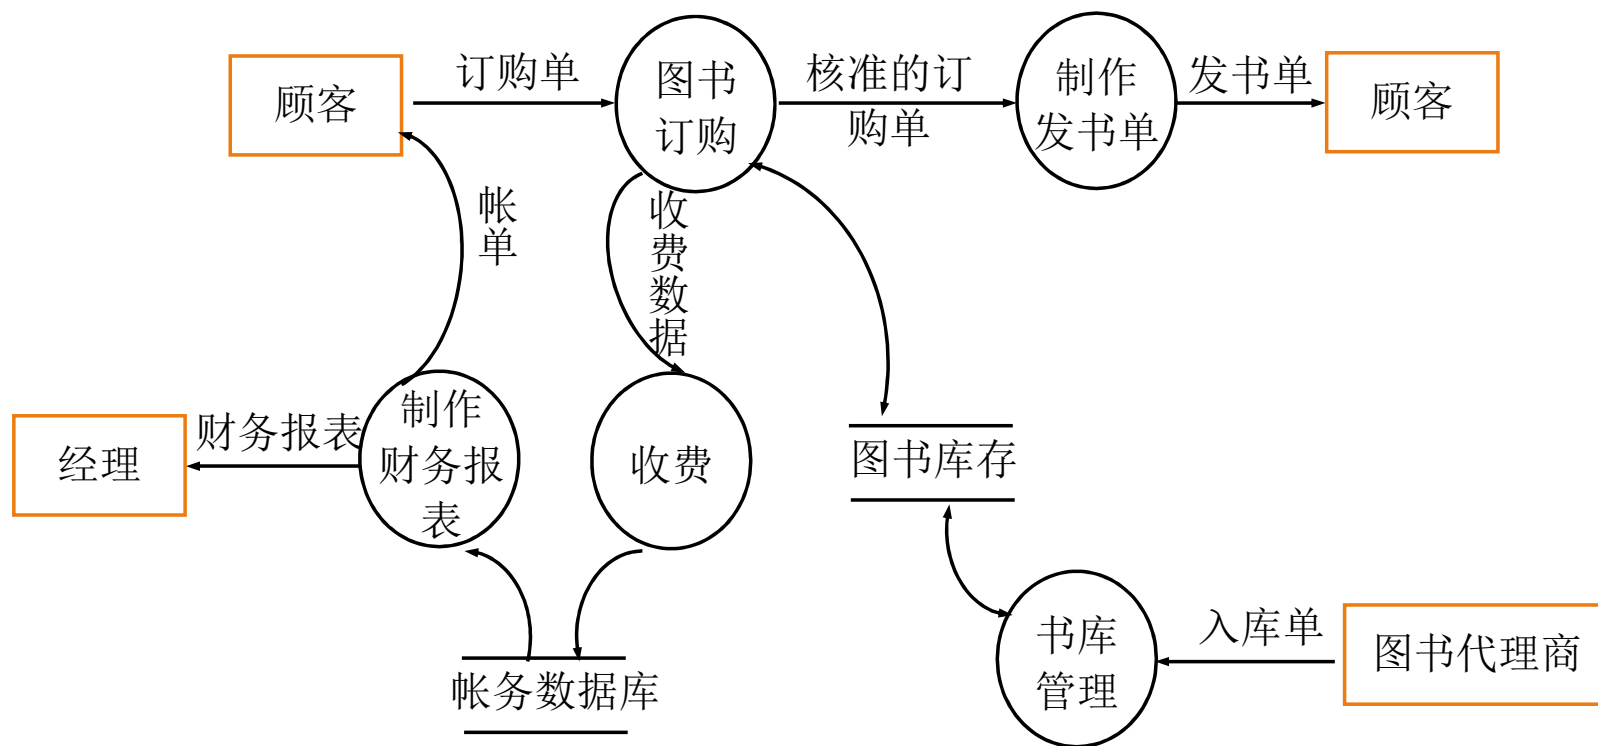 顾客
订购单
图书
订购
核准的订
购单
制作
发书单
发书单
顾客
帐单
收费数据
经理
财务报表
制作
财务报
表
收费
图书库存
帐务数据库
书库
管理
入库单
图书代理商